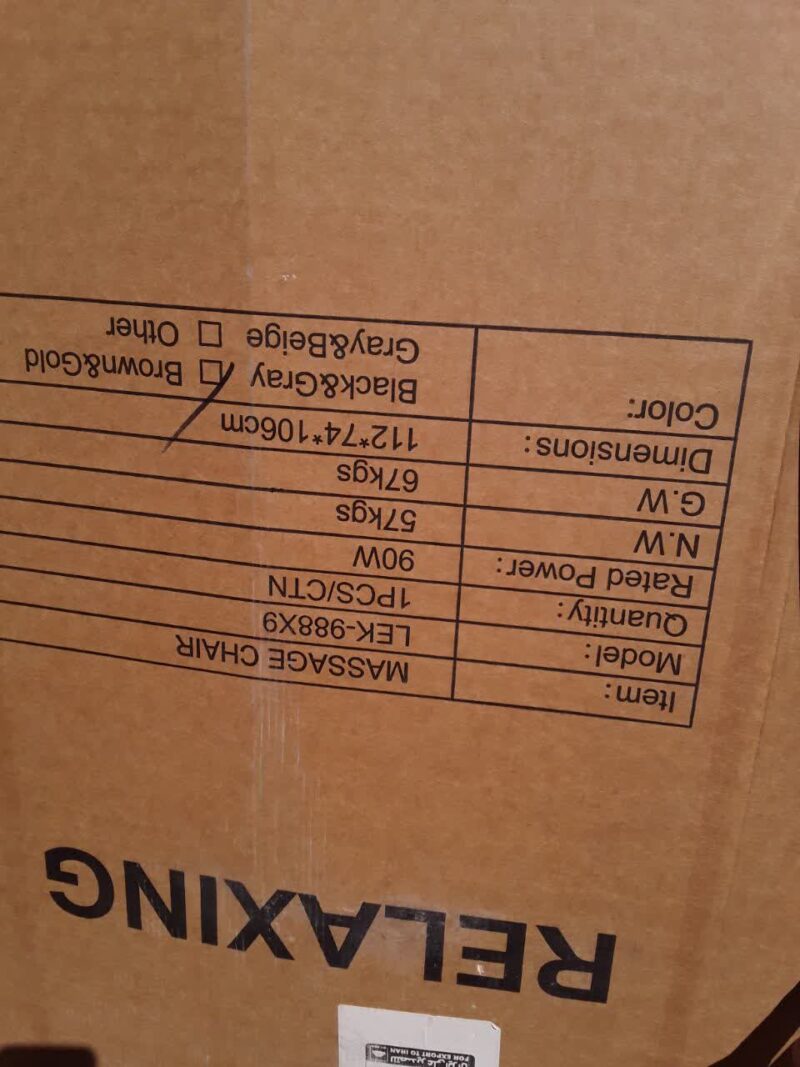 RELAXING
Item: MASSAGE CHAIR
Model: LEK-988X9
Quantity: 1PCS/CTN
Rated Power: 90W
N.W 57kgs
G.W 67kgs
Dimensions: 112*74*106cm
Color: Black&Gray □ Brown&Gold
Gray&Beige □ Other
FOR EXPORT TO IRAN